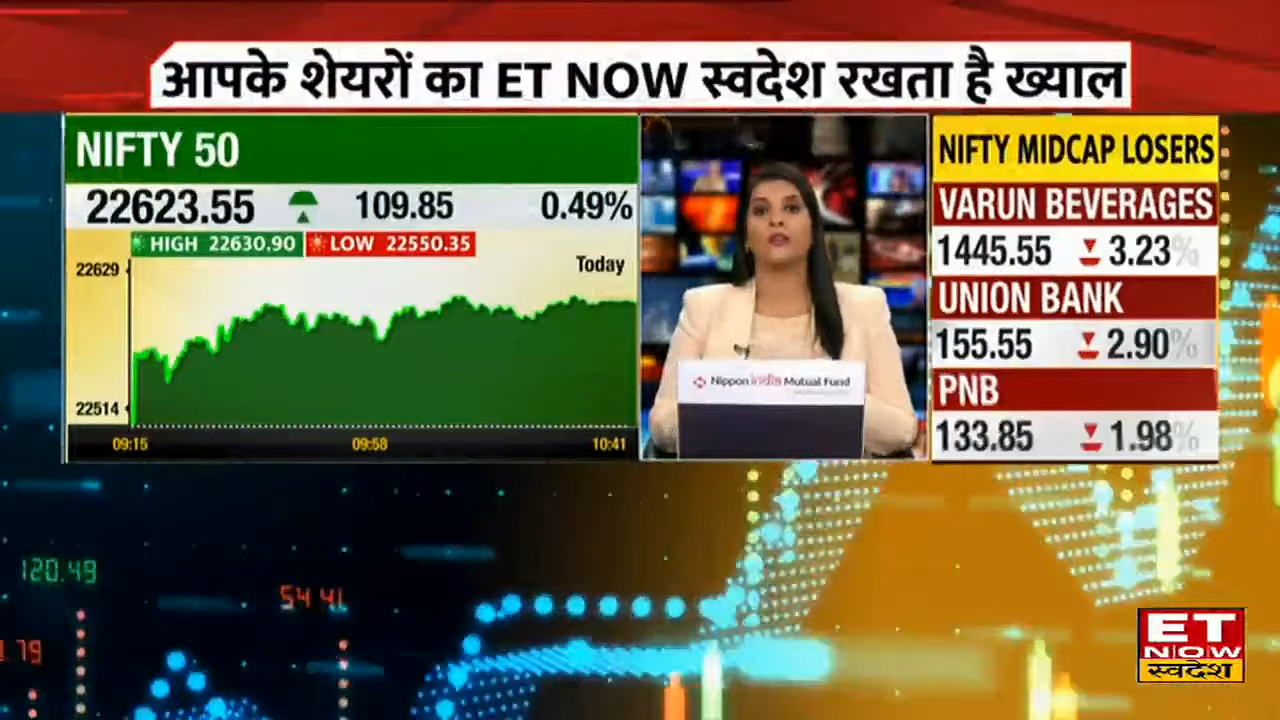 आपके शेयरों का ET NOW स्वदेश रखता है ख्याल
NIFTY 50
22623.55 109.85 0.49%
HIGH 22630.90 LOW 22550.35
22629
Today
22514
09:15 09:58 10:41
Nippon india Mutual Fund
NIFTY MIDCAP LOSERS
VARUN BEVERAGES
1445.55 3.23%
UNION BANK
155.55 2.90%
PNB
133.85 1.98%
120.49
54.41
1.79
ET
NOW
स्वदेश